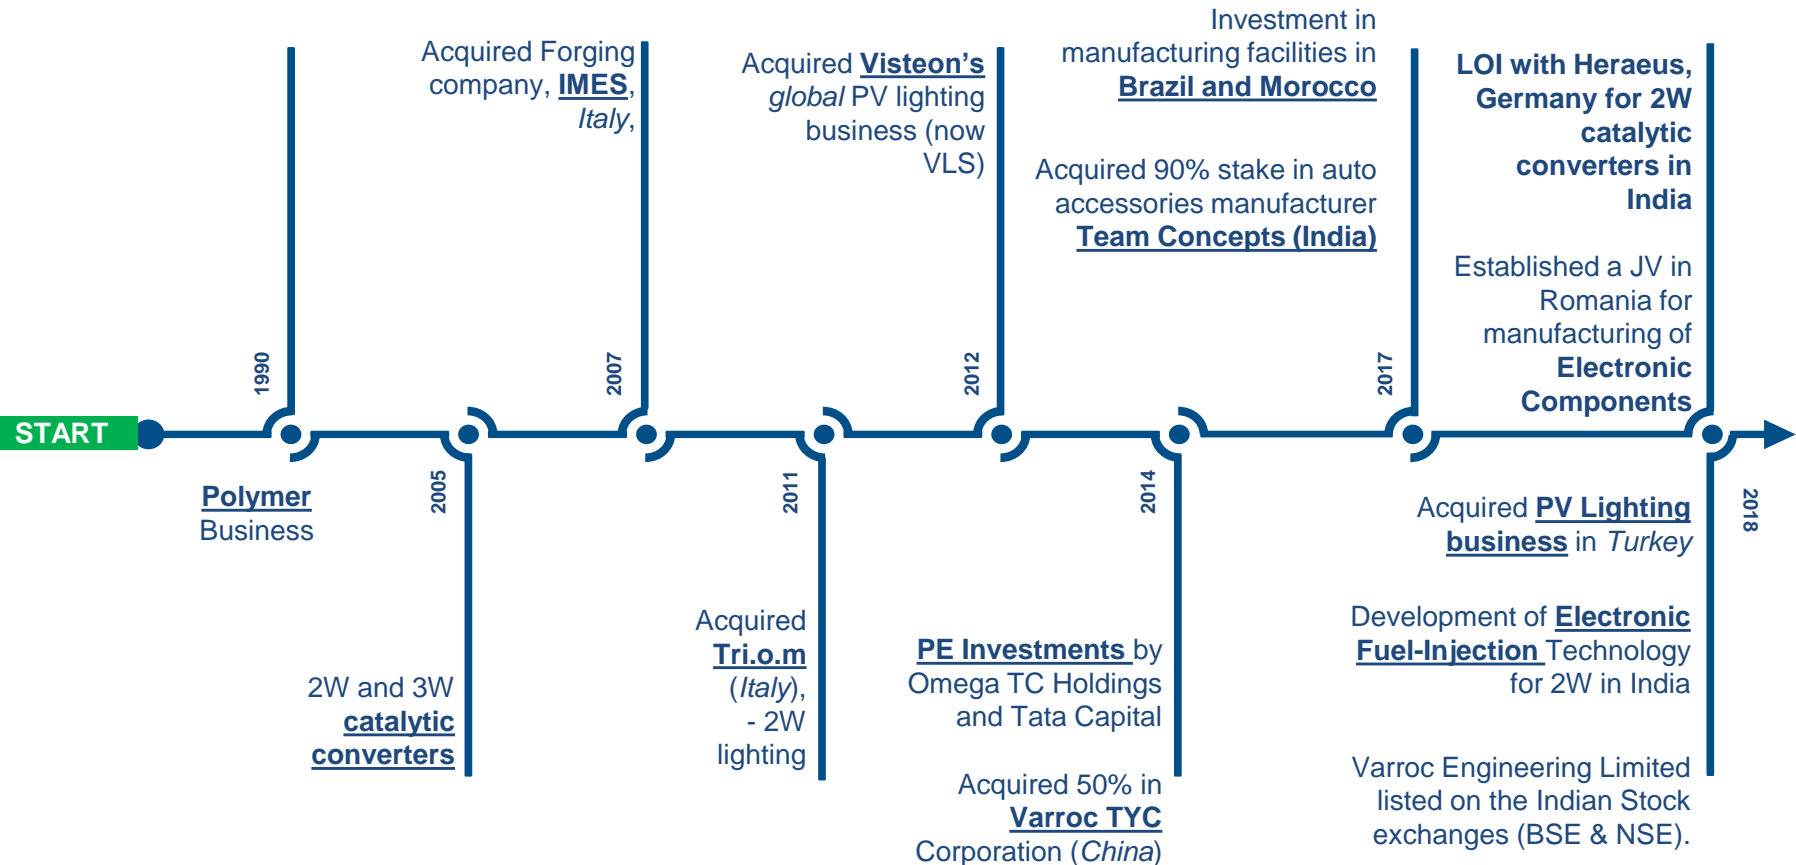 START
1990
Polymer
Business
2005
2W and 3W
catalytic
converters
Acquired Forging
company, IMES,
Italy,
2007
2011
Acquired
Tri.o.m
(Italy),
- 2W
lighting
Acquired Visteon's
global PV lighting
business (now
VLS)
2012
2014
PE Investments by
Omega TC Holdings
and Tata Capital
Acquired 50% in
Varroc TYC
Corporation (China)
Investment in
manufacturing facilities in
Brazil and Morocco
Acquired 90% stake in auto
accessories manufacturer
Team Concepts (India)
2017
LOI with Heraeus,
Germany for 2W
catalytic
converters in
India
Established a JV in
Romania for
manufacturing of
Electronic
Components
2018
Acquired PV Lighting
business in Turkey
Development of Electronic
Fuel-Injection Technology
for 2W in India
Varroc Engineering Limited
listed on the Indian Stock
exchanges (BSE & NSE).